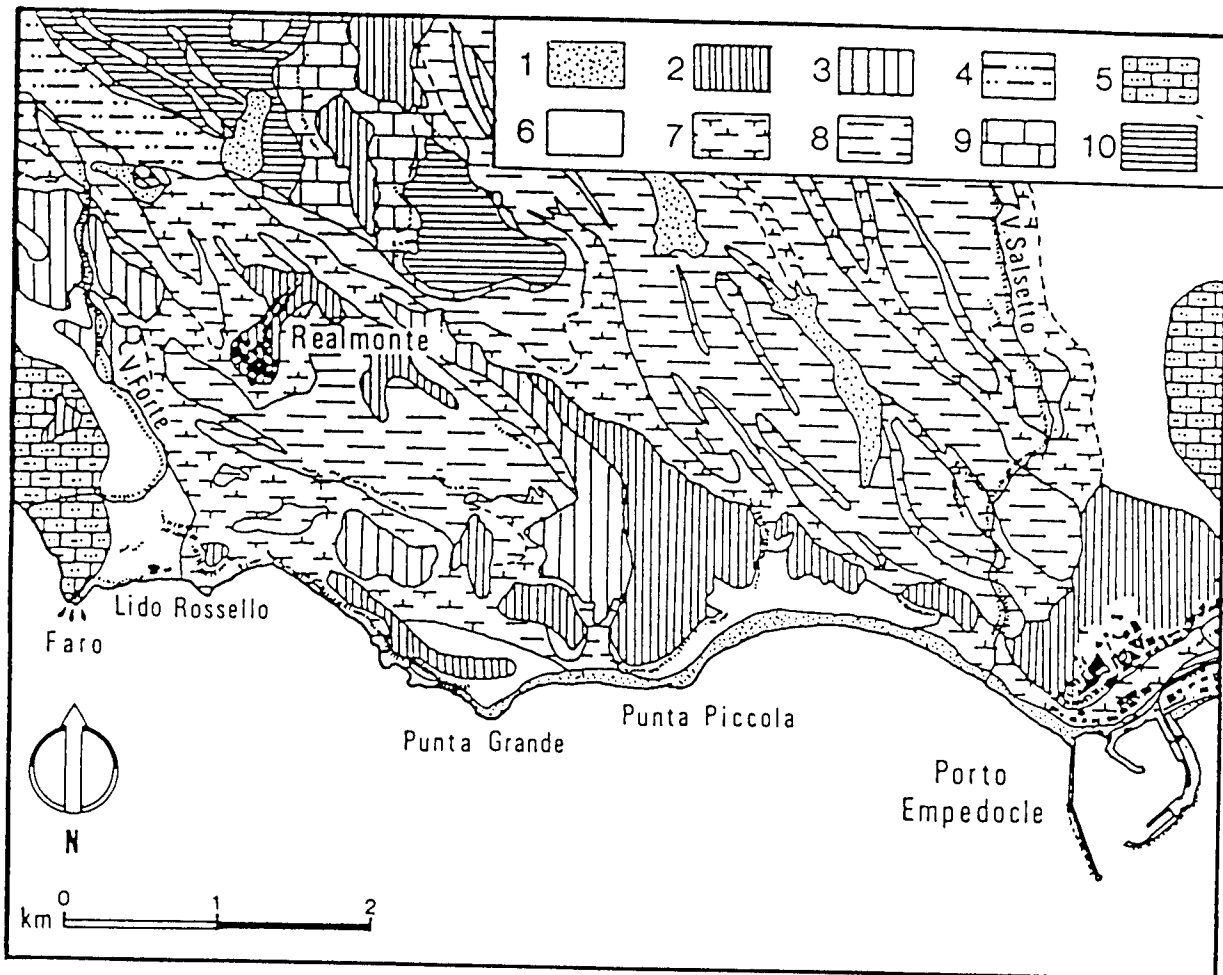 1 2 3 4 5
6 7 8 9 10
V. Salseto
Realmonte
V. Forte
Lido Rossello
Faro
Punta Piccola
Punta Grande
Porto
Empedocle
N
0 1 2
km